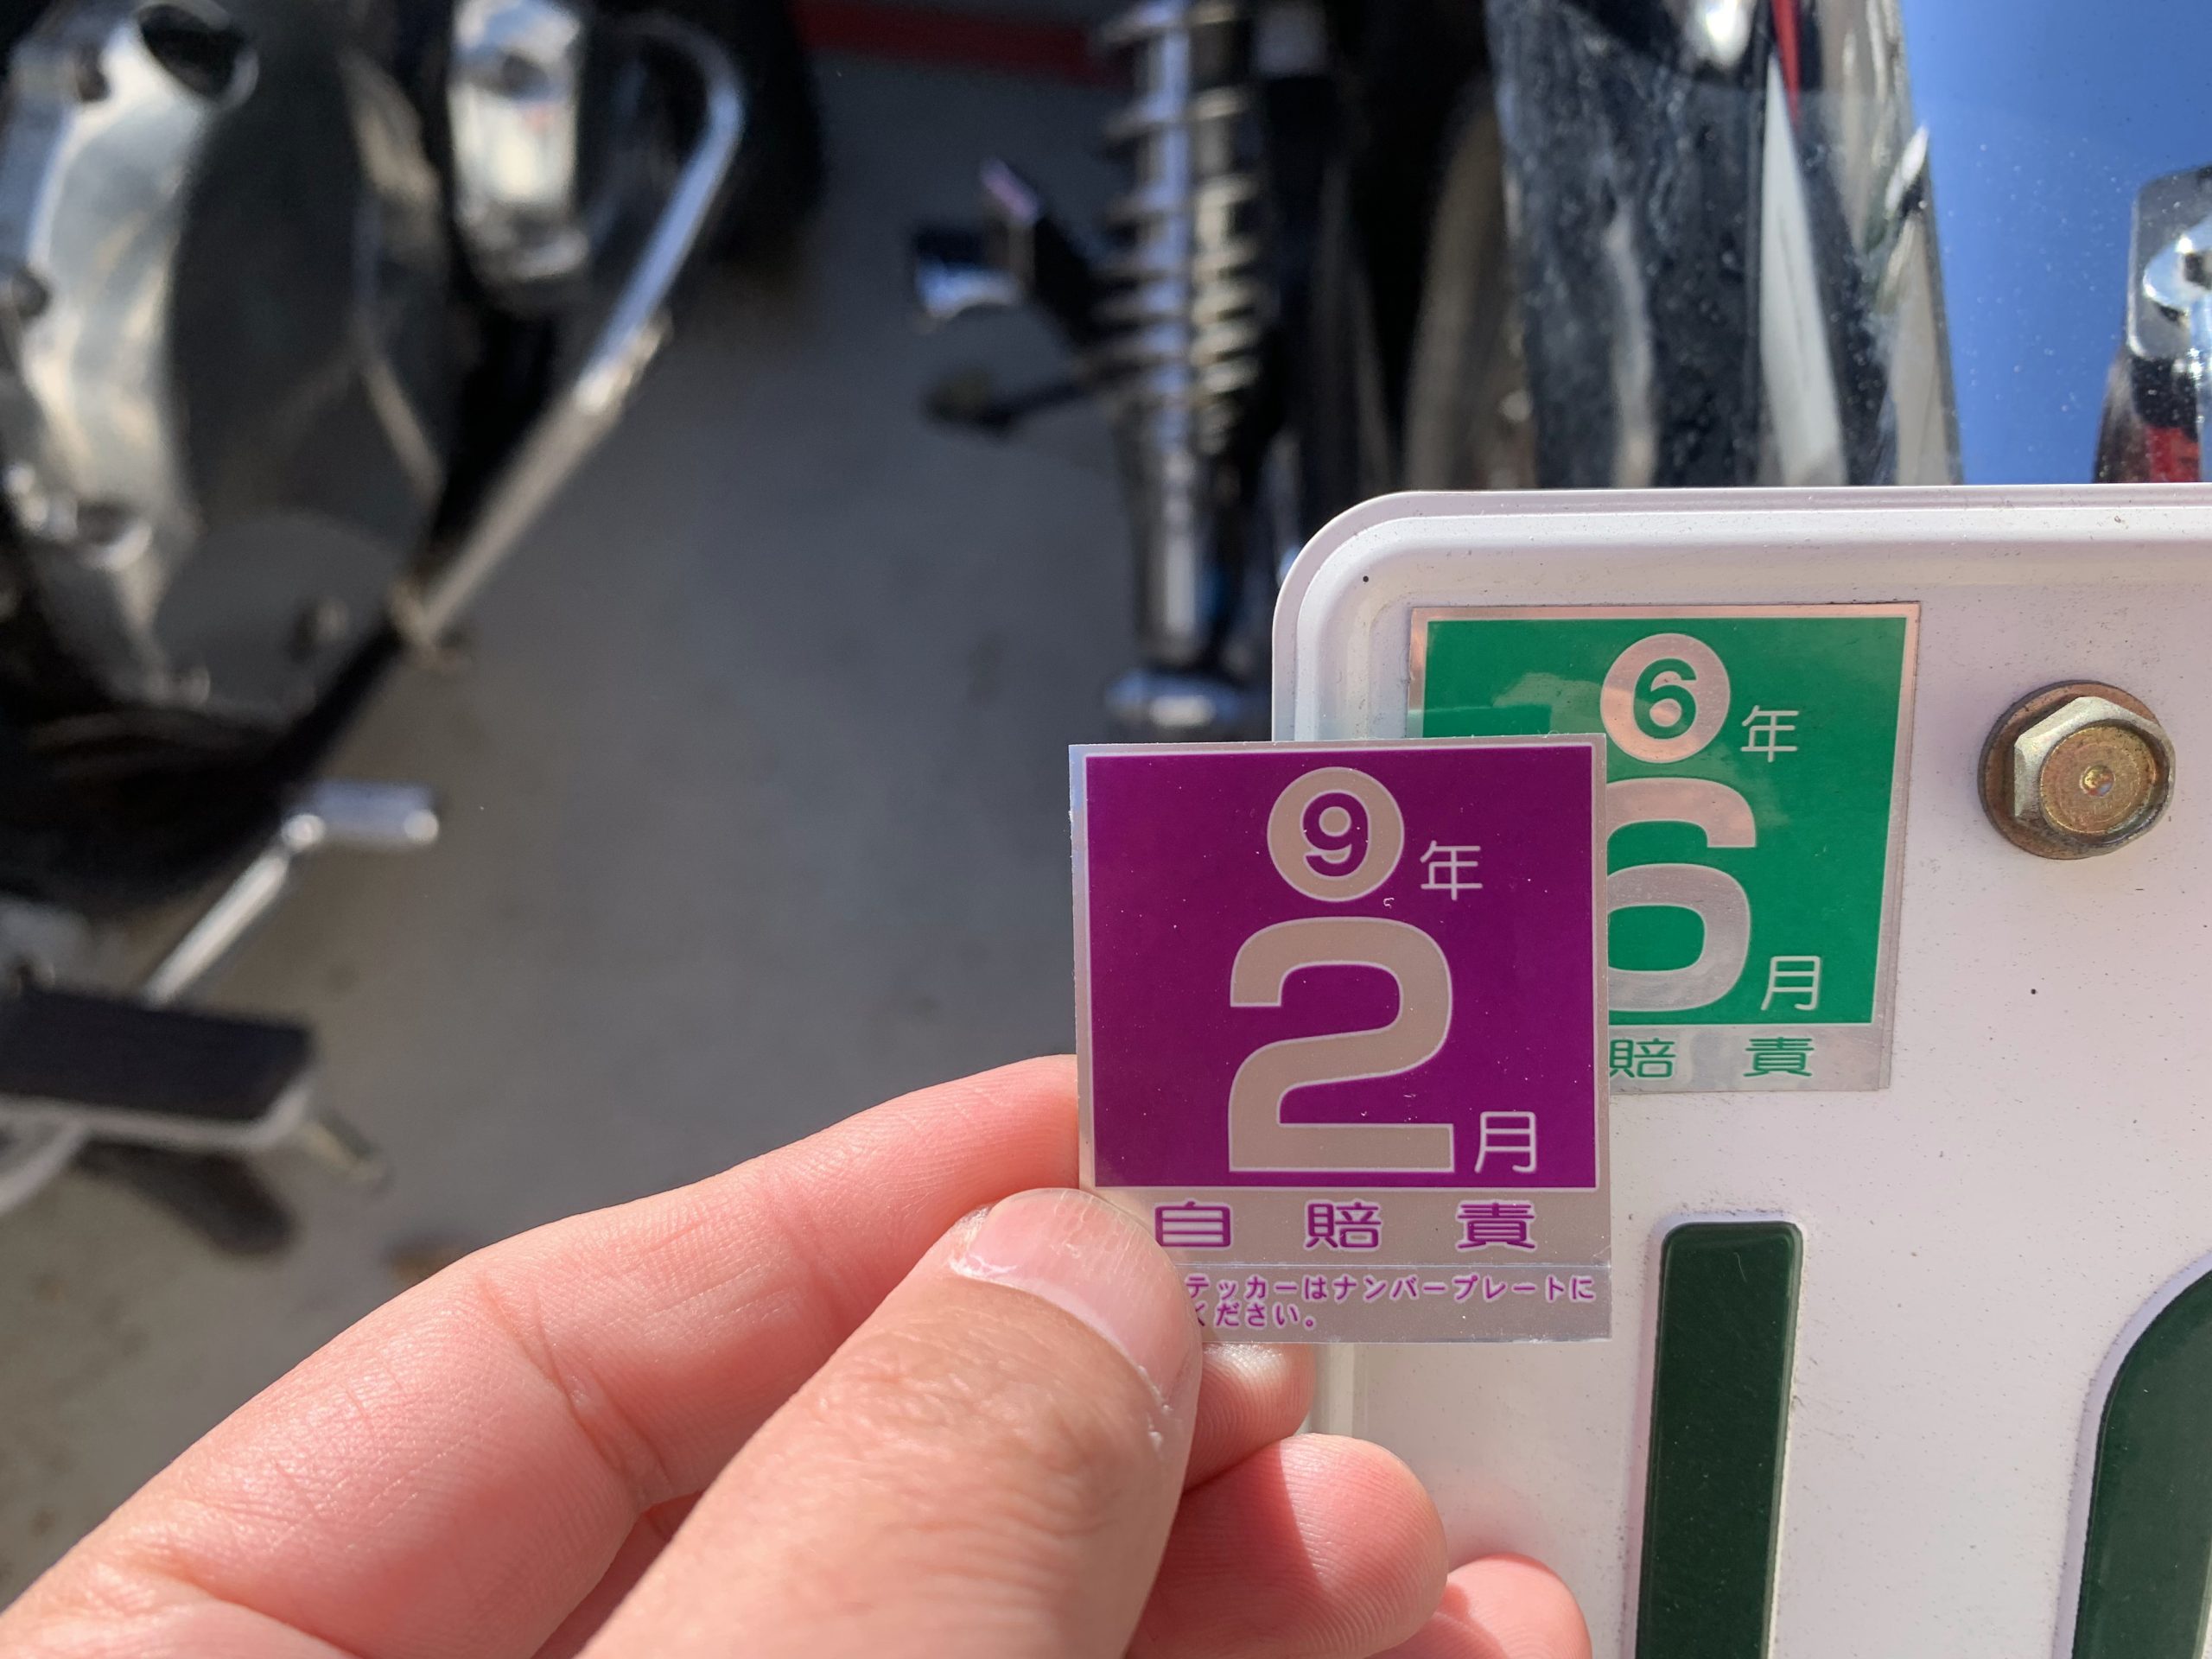 6年
6月
賠責
9年
2月
自賠責
テッカーはナンバープレートに
ください。